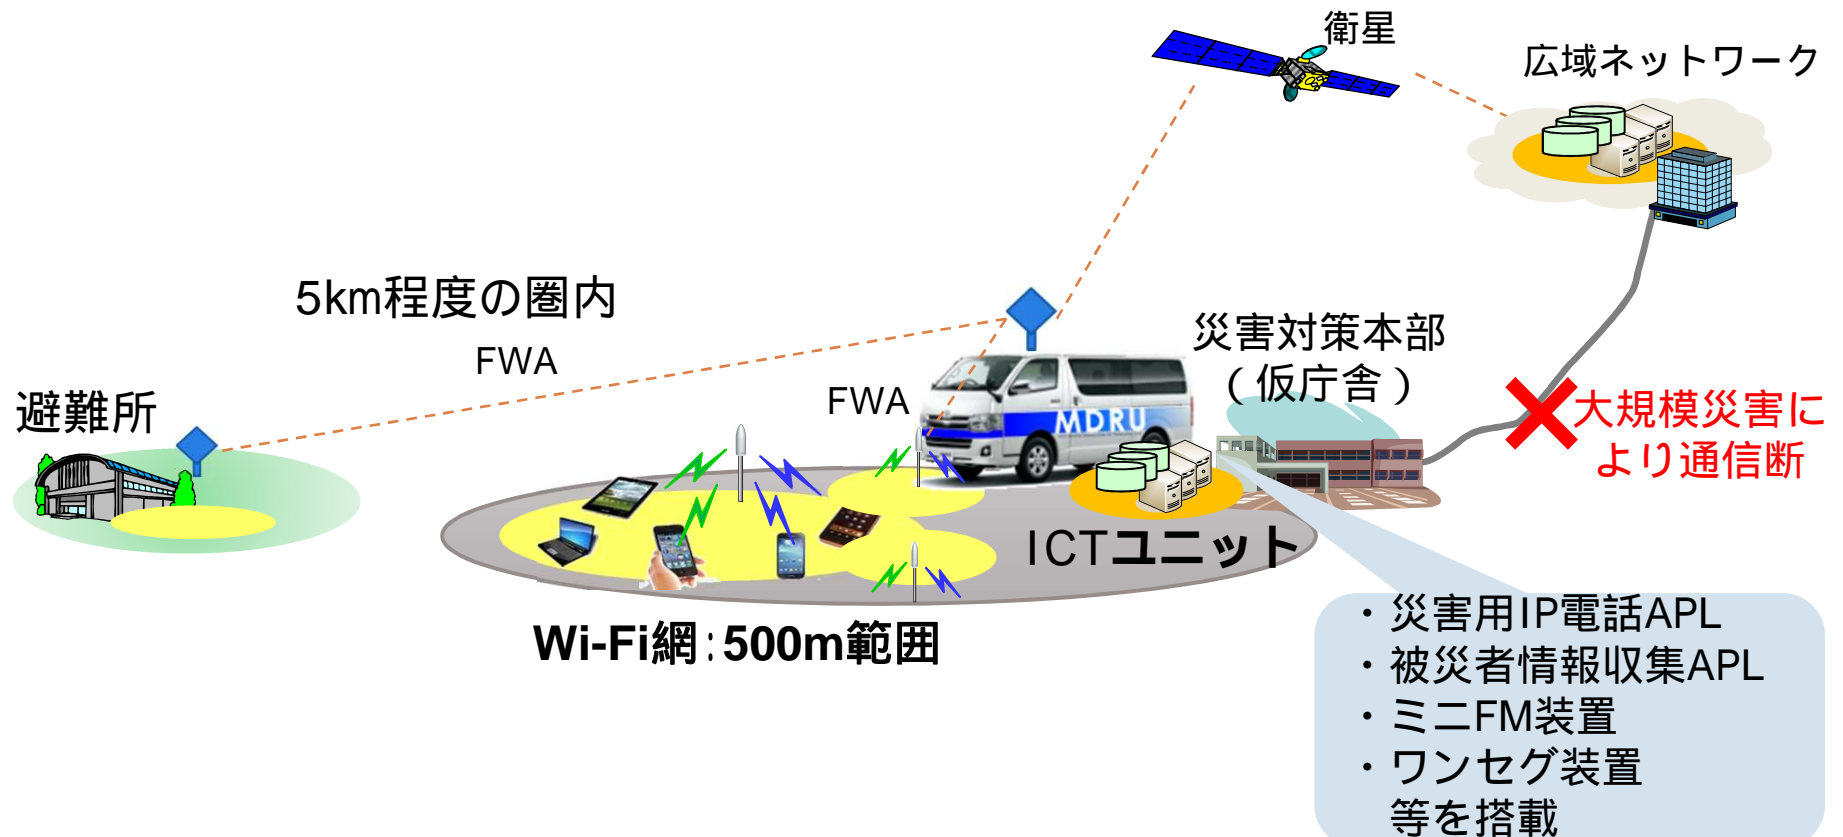 衛星
広域ネットワーク
5km程度の圏内
FWA
避難所
FWA
MDRU
災害対策本部
（仮庁舎）
大規模災害に
より通信断
ICTユニット
Wi-Fi網:500m範囲
・災害用IP電話APL
・被災者情報収集APL
・ミニFM装置
・ワンセグ装置
等を搭載